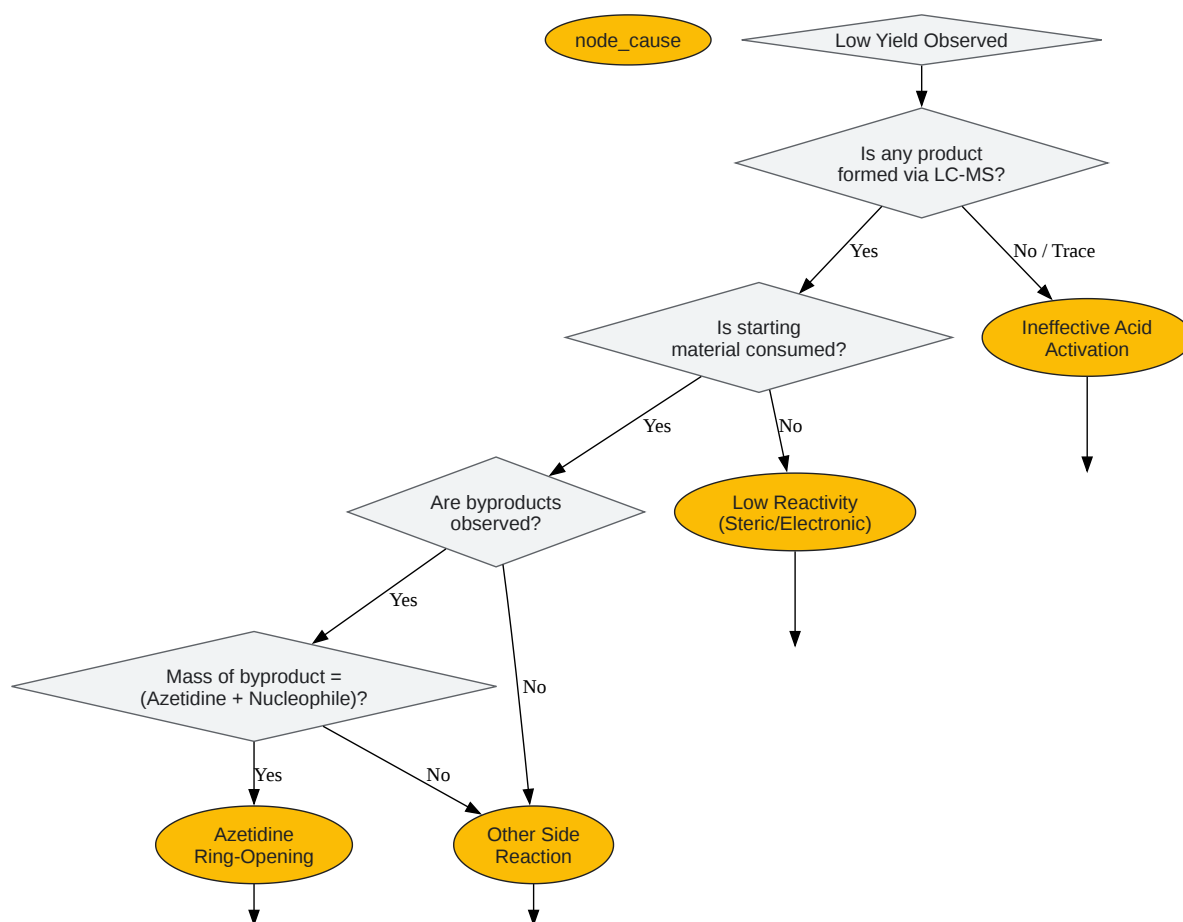 node_cause
Low Yield Observed
Is any product
formed via LC-MS?
Yes
No / Trace
Is starting
material consumed?
Ineffective Acid
Activation
Yes
No
Are byproducts
observed?
Low Reactivity
(Steric/Electronic)
Yes
No
Mass of byproduct =
(Azetidine + Nucleophile)?
Yes
No
Azetidine
Ring-Opening
Other Side
Reaction